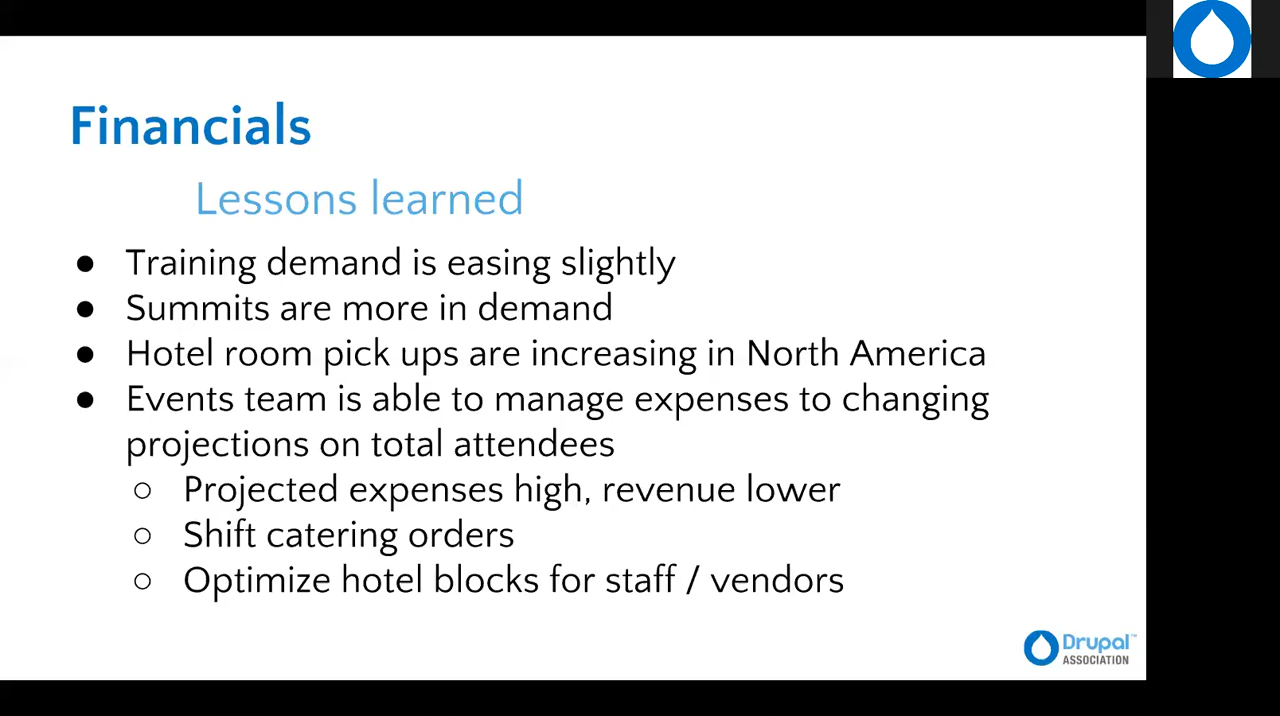 Financials
Lessons learned
● Training demand is easing slightly
● Summits are more in demand
● Hotel room pick ups are increasing in North America
● Events team is able to manage expenses to changing
projections on total attendees
○ Projected expenses high, revenue lower
○ Shift catering orders
○ Optimize hotel blocks for staff / vendors
Drupal™
ASSOCIATION